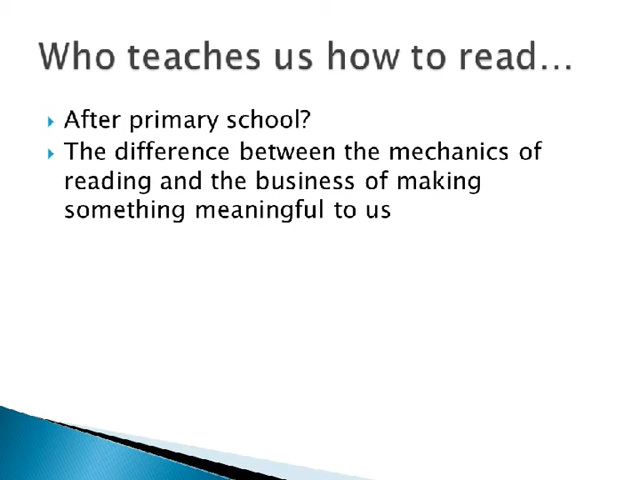 Who teaches us how to read…
After primary school?
The difference between the mechanics of
reading and the business of making
something meaningful to us